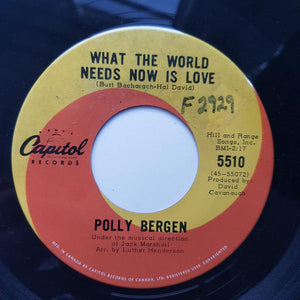 WHAT THE WORLD
NEEDS NOW IS LOVE
(Burt Bacharach-Hal David)
F2929
Capitol
RECORDS
Hill and Range
Songs, Inc.
BMI-2:17
5510
(45-55072)
Produced by
David
Cavanaugh
POLLY BERGEN
Under the musical direction
of Jack Marshall
Arr. by Luther Henderson
MFD. BY CAPITOL RECORDS OF CANADA, LTD. REGISTERED USER.